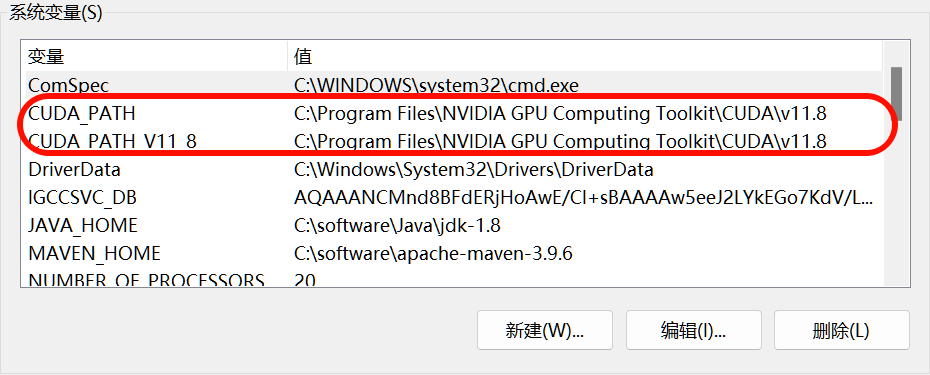 系统变量(S)
变量 值
ComSpec C:\WINDOWS\system32\cmd.exe
CUDA_PATH C:\Program Files\NVIDIA GPU Computing Toolkit\CUDA\v11.8
CUDA_PATH_V11_8 C:\Program Files\NVIDIA GPU Computing Toolkit\CUDA\v11.8
DriverData C:\Windows\System32\Drivers\DriverData
IGCCSVC_DB AQAAANCMnd8BFdERjHoAwE/Cl+sBAAAAw5eeJ2LYkEGo7KdV/L...
JAVA_HOME C:\software\Java\jdk-1.8
MAVEN_HOME C:\software\apache-maven-3.9.6
NUMBER_OF_PROCESSORS 20
新建(W)... 编辑(I)... 删除(L)